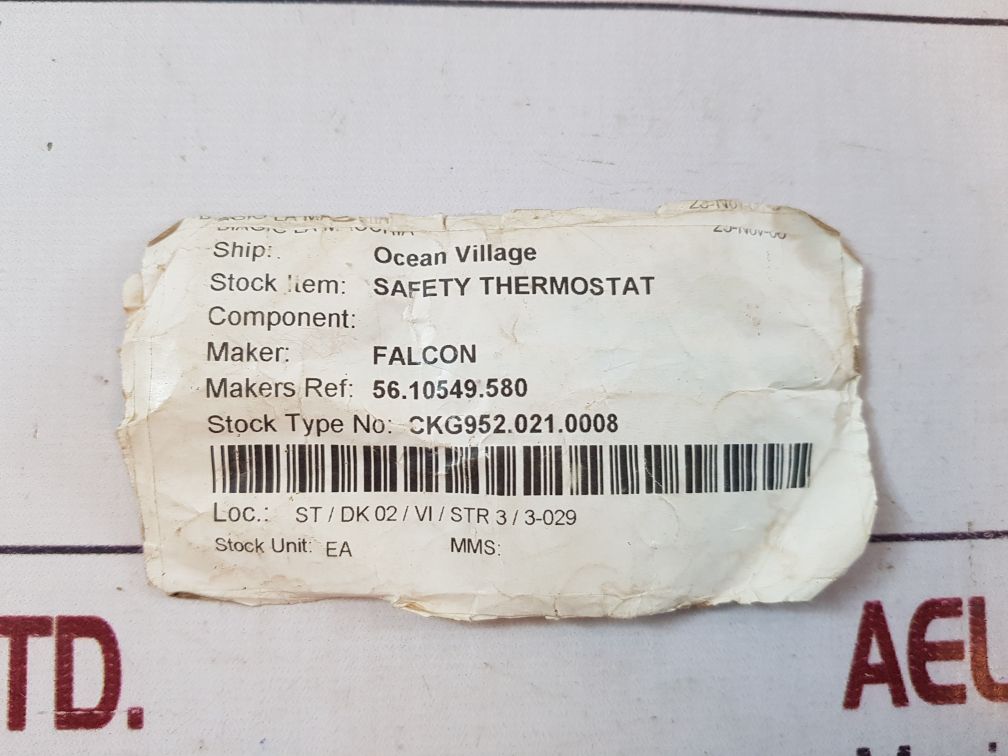 Ship: Ocean Village
Stock Item: SAFETY THERMOSTAT
Component:
Maker: FALCON
Makers Ref: 56.10549.580
Stock Type No: CKG952.021.0008
Loc.: ST / DK 02 / VI / STR 3 / 3-029
Stock Unit: EA MMS:
TD. AEL